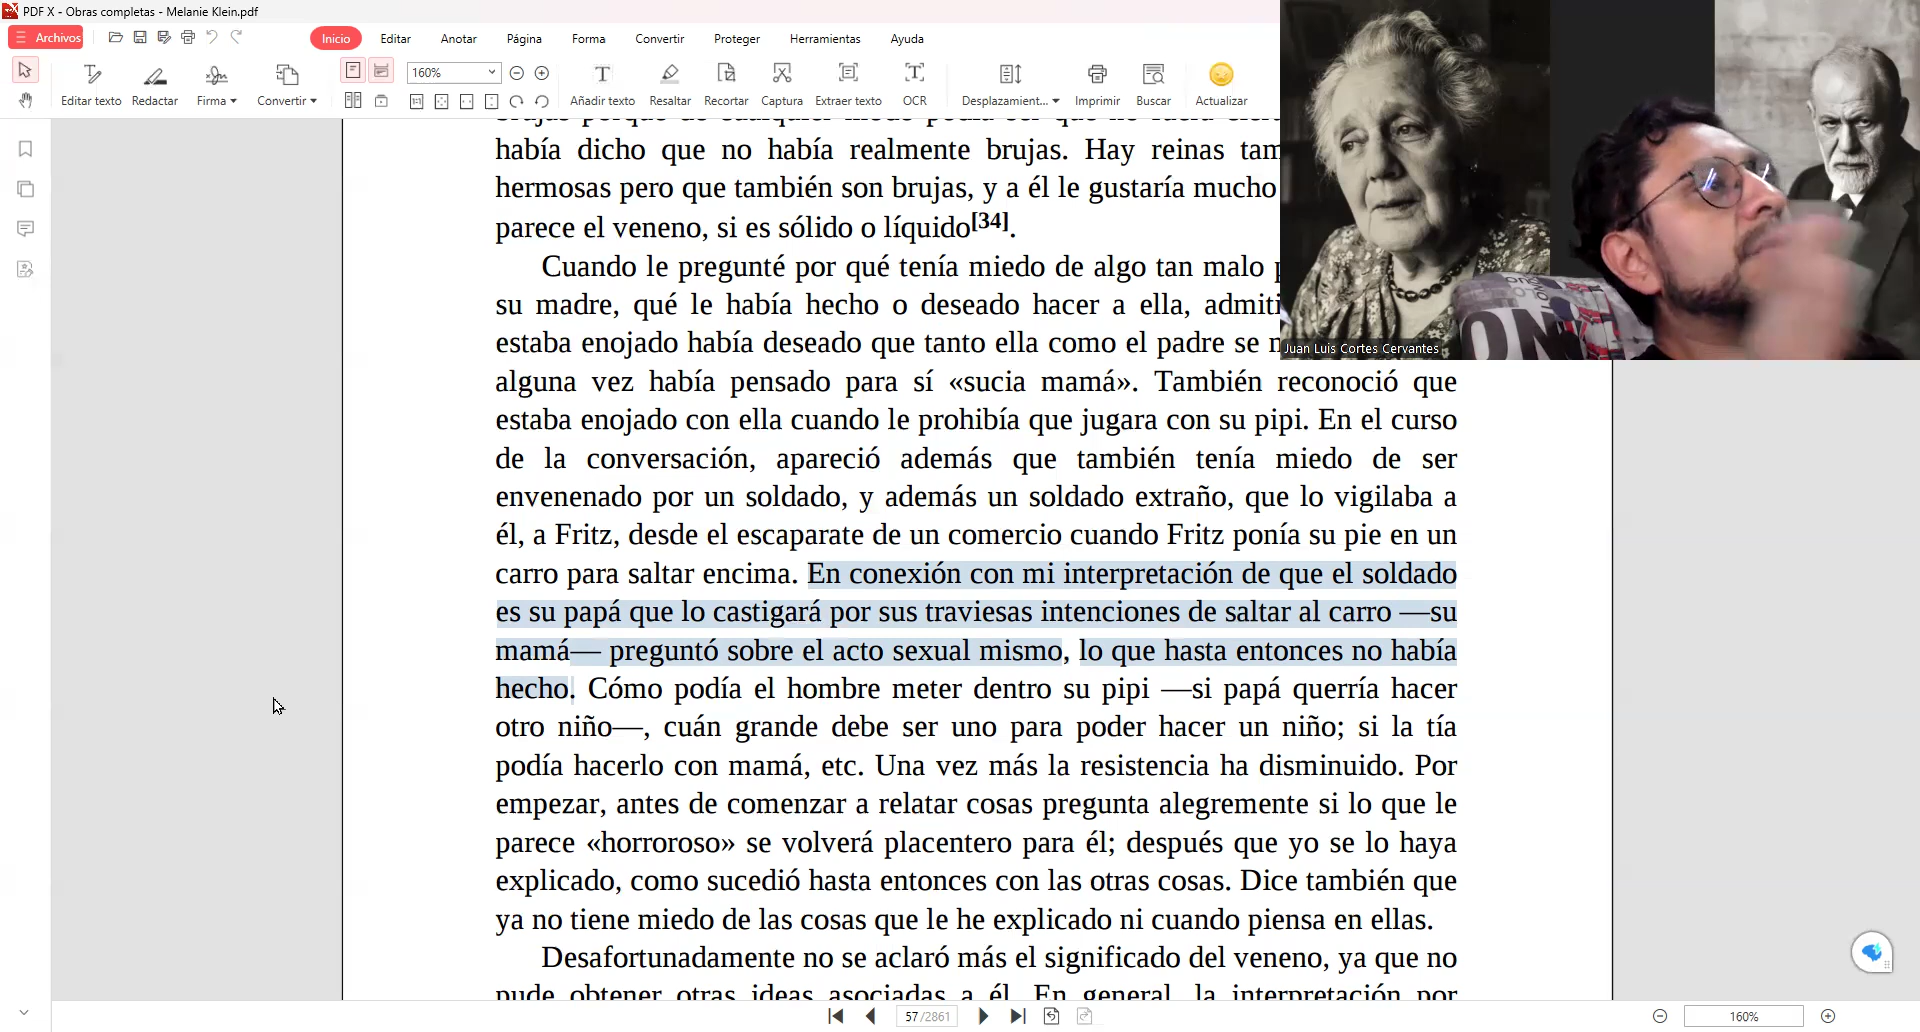 PDF X - Obras completas - Melanie Klein.pdf
Archivos
Inicio Editar Anotar Página Forma Convertir Proteger Herramientas Ayuda
160%
Editar texto Redactar Firma Convertir Añadir texto Resaltar Recortar Captura Extraer texto OCR Desplazamient... Imprimir Buscar Actualizar
había dicho que no había realmente brujas. Hay reinas tam
hermosas pero que también son brujas, y a él le gustaría mucho
parece el veneno, si es sólido o líquido[34].
Cuando le pregunté por qué tenía miedo de algo tan malo
su madre, qué le había hecho o deseado hacer a ella, admiti
estaba enojado había deseado que tanto ella como el padre se
alguna vez había pensado para sí «sucia mamá». También reconoció que
estaba enojado con ella cuando le prohibía que jugara con su pipi. En el curso
de la conversación, apareció además que también tenía miedo de ser
envenenado por un soldado, y además un soldado extraño, que lo vigilaba a
él, a Fritz, desde el escaparate de un comercio cuando Fritz ponía su pie en un
carro para saltar encima. En conexión con mi interpretación de que el soldado
es su papá que lo castigará por sus traviesas intenciones de saltar al carro —su
mamá— preguntó sobre el acto sexual mismo, lo que hasta entonces no había
hecho. Cómo podía el hombre meter dentro su pipi —si papá querría hacer
otro niño—, cuán grande debe ser uno para poder hacer un niño; si la tía
podía hacerlo con mamá, etc. Una vez más la resistencia ha disminuido. Por
empezar, antes de comenzar a relatar cosas pregunta alegremente si lo que le
parece «horroroso» se volverá placentero para él; después que yo se lo haya
explicado, como sucedió hasta entonces con las otras cosas. Dice también que
ya no tiene miedo de las cosas que le he explicado ni cuando piensa en ellas.
Desafortunadamente no se aclaró más el significado del veneno, ya que no
pude obtener otras ideas asociadas a él. En general, la interpretación por
Juan Luis Cortes Cervantes
57 /2861
160%